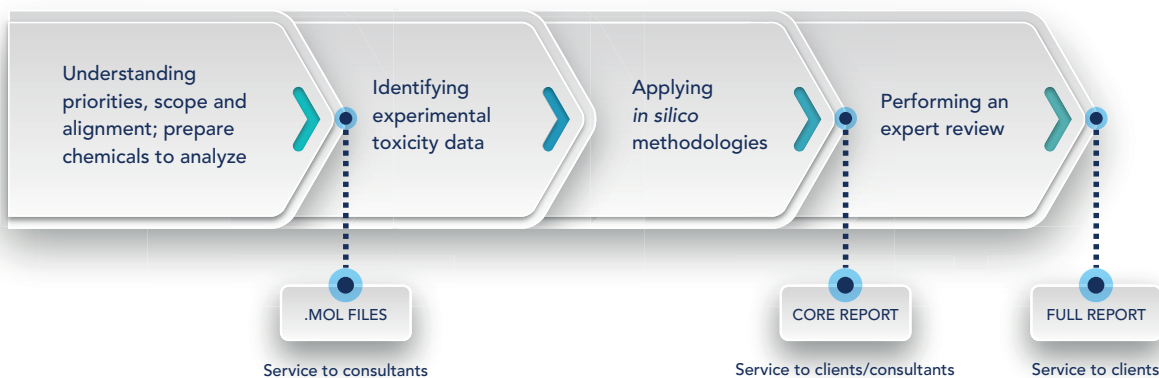 Understanding
priorities, scope and
alignment; prepare
chemicals to analyze
Identifying
experimental
toxicity data
Applying
in silico
methodologies
Performing an
expert review
.MOL FILES
CORE REPORT
FULL REPORT
Service to consultants
Service to clients/consultants
Service to clients